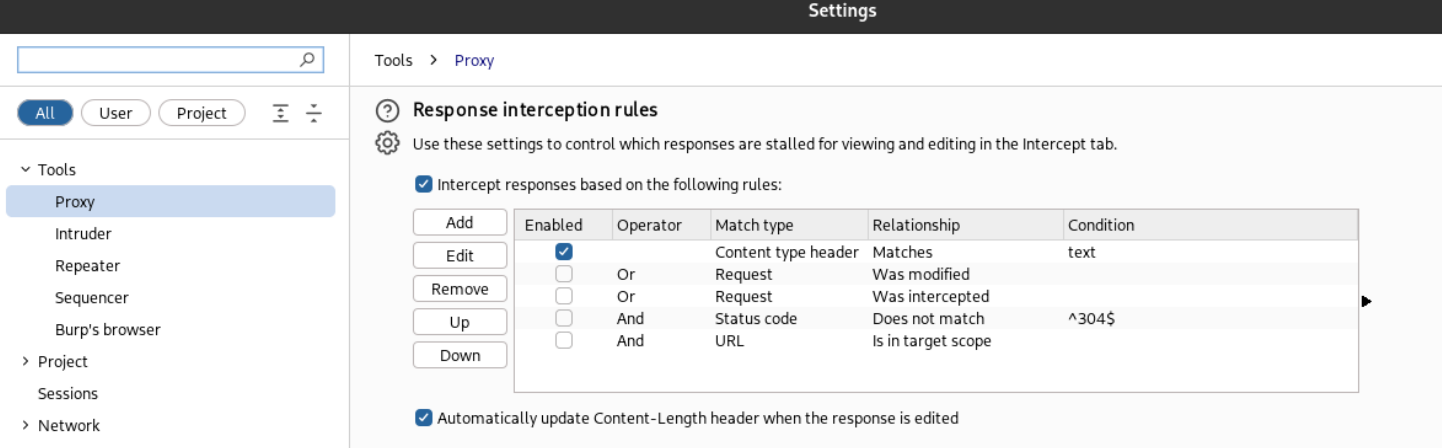 Settings
Tools > Proxy
All User Project
Response interception rules
Use these settings to control which responses are stalled for viewing and editing in the Intercept tab.
Tools
Proxy
Intruder
Repeater
Sequencer
Burp's browser
Project
Sessions
Network
Intercept responses based on the following rules:
Add
Edit
Remove
Up
Down
Enabled Operator Match type Relationship Condition
Content type header Matches text
Or Request Was modified
Or Request Was intercepted
And Status code Does not match ^304$
And URL Is in target scope
Automatically update Content-Length header when the response is edited